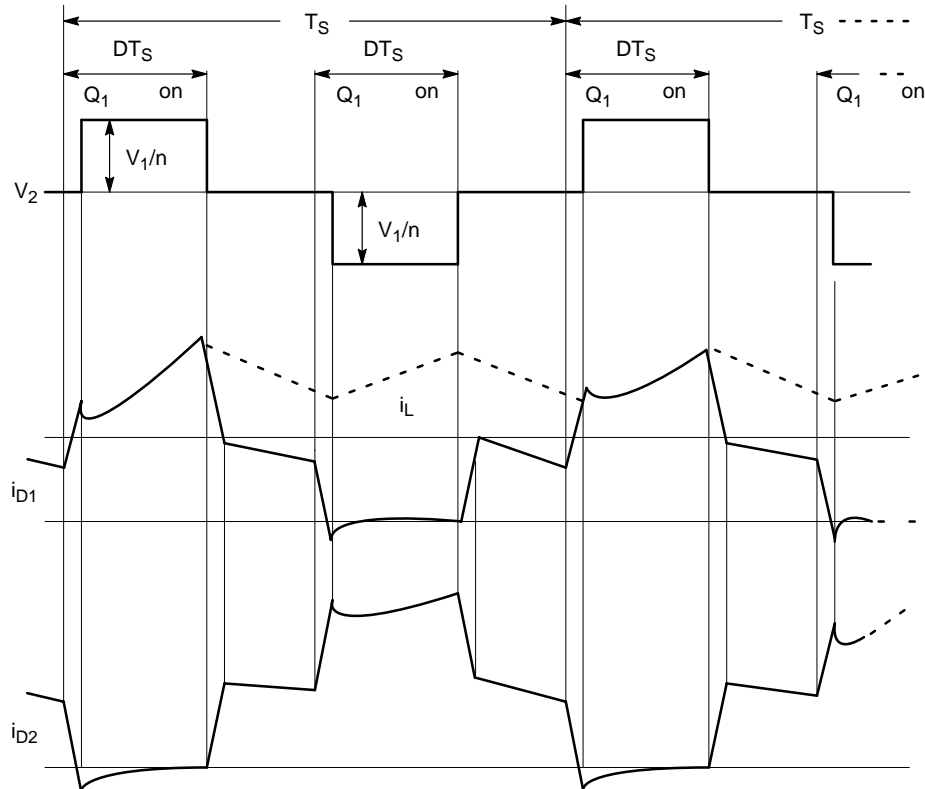 T_S T_S
DT_S DT_S DT_S
Q_1 on Q_1 on Q_1 on Q_1 on
V_1/n
V_2
V_1/n
i_L
i_D1
i_D2